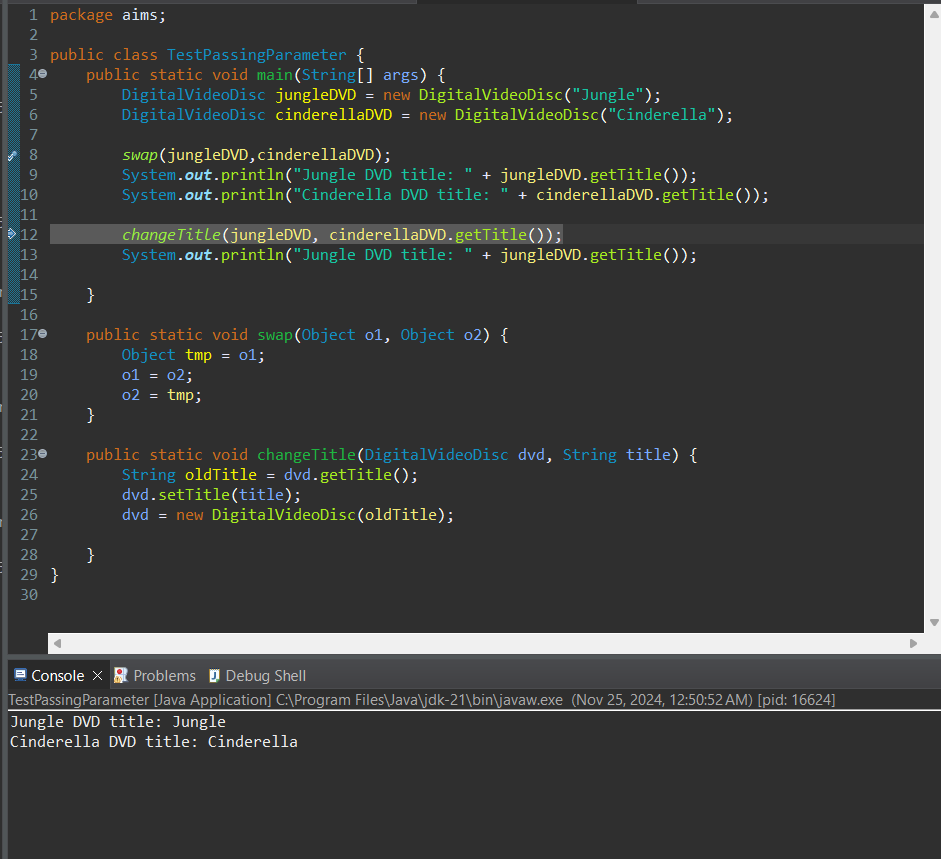 1 package aims;
2
3 public class TestPassingParameter {
4 public static void main(String[] args) {
5 DigitalVideoDisc jungleDVD = new DigitalVideoDisc("Jungle");
6 DigitalVideoDisc cinderellaDVD = new DigitalVideoDisc("Cinderella");
7
8 swap(jungleDVD,cinderellaDVD);
9 System.out.println("Jungle DVD title: " + jungleDVD.getTitle());
10 System.out.println("Cinderella DVD title: " + cinderellaDVD.getTitle());
11
12 changeTitle(jungleDVD, cinderellaDVD.getTitle());
13 System.out.println("Jungle DVD title: " + jungleDVD.getTitle());
14
15 }
16
17 public static void swap(Object o1, Object o2) {
18 Object tmp = o1;
19 o1 = o2;
20 o2 = tmp;
21 }
22
23 public static void changeTitle(DigitalVideoDisc dvd, String title) {
24 String oldTitle = dvd.getTitle();
25 dvd.setTitle(title);
26 dvd = new DigitalVideoDisc(oldTitle);
27
28 }
29 }
30
Console Problems Debug Shell
TestPassingParameter [Java Application] C:\Program Files\Java\jdk-21\bin\javaw.exe (Nov 25, 2024, 12:50:52 AM) [pid: 16624]
Jungle DVD title: Jungle
Cinderella DVD title: Cinderella